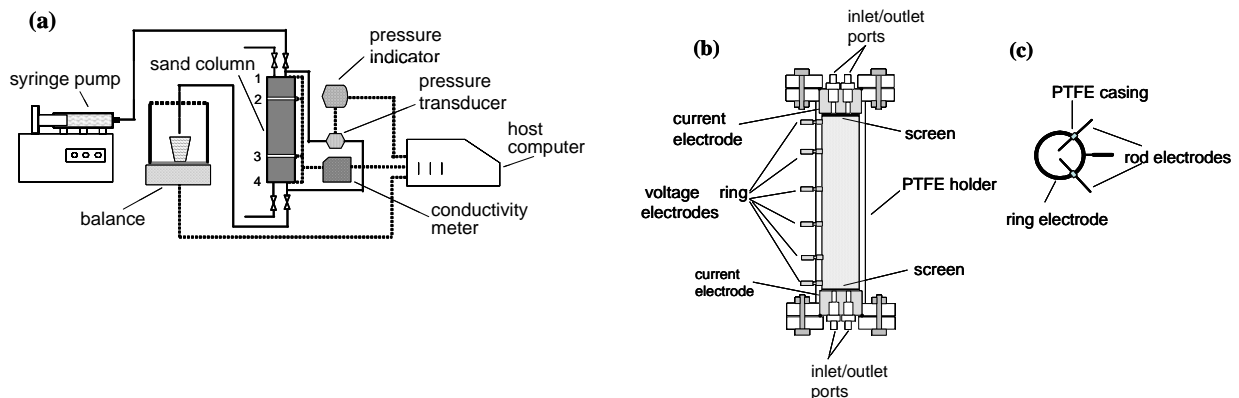 (a)
pressure
indicator
syringe pump
sand column
pressure
transducer
host
computer
1
2
3
4
balance
conductivity
meter
(b)
inlet/outlet
ports
current
electrode
screen
voltage ring
electrodes
PTFE holder
current
electrode
screen
inlet/outlet
ports
(c)
PTFE casing
rod electrodes
ring electrode